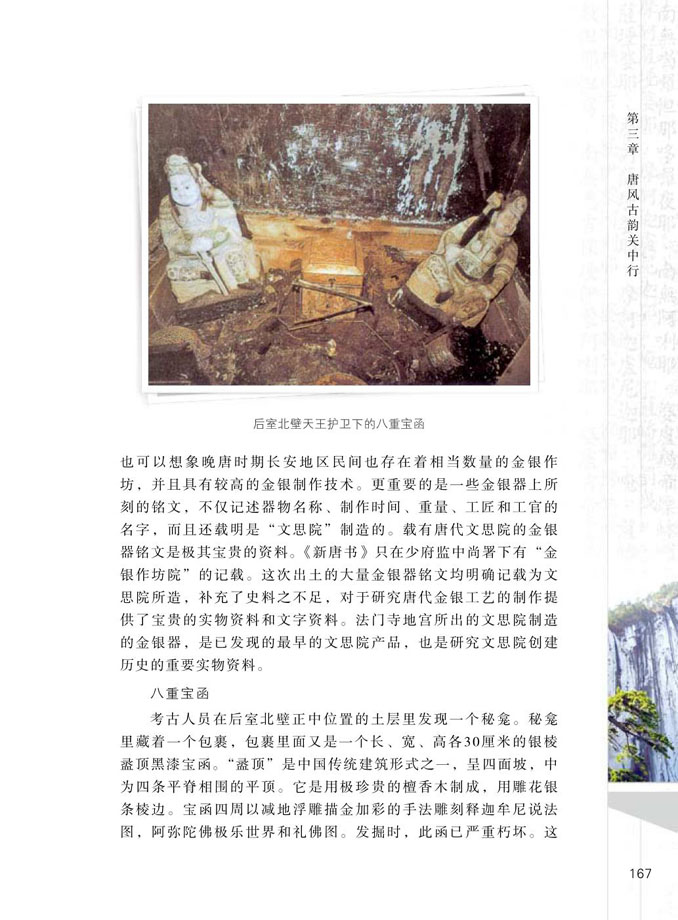 第三章 唐风古韵关中行
后室北壁天王护卫下的八重宝函
也可以想象晚唐时期长安地区民间也存在着相当数量的金银作
坊，并且具有较高的金银制作技术。更重要的是一些金银器上所
刻的铭文，不仅记述器物名称、制作时间、重量、工匠和工官的
名字，而且还载明是“文思院”制造的。载有唐代文思院的金银
器铭文是极其宝贵的资料。《新唐书》只在少府监中尚署下有“金
银作坊院”的记载。这次出土的大量金银器铭文均明确记载为文
思院所造，补充了史料之不足，对于研究唐代金银工艺的制作提
供了宝贵的实物资料和文字资料。法门寺地宫所出的文思院制造
的金银器，是已发现的最早的文思院产品，也是研究文思院创建
历史的重要实物资料。
八重宝函
考古人员在后室北壁正中位置的土层里发现一个秘龛。秘龛
里藏着一个包裹，包裹里面又是一个长、宽、高各30厘米的银棱
盝顶黑漆宝函。“盝顶”是中国传统建筑形式之一，呈四面坡，中
为四条平脊相围的平顶。它是用极珍贵的檀香木制成，用雕花银
条棱边。宝函四周以减地浮雕描金加彩的手法雕刻释迦牟尼说法
图，阿弥陀佛极乐世界和礼佛图。发掘时，此函已严重朽坏。这
167